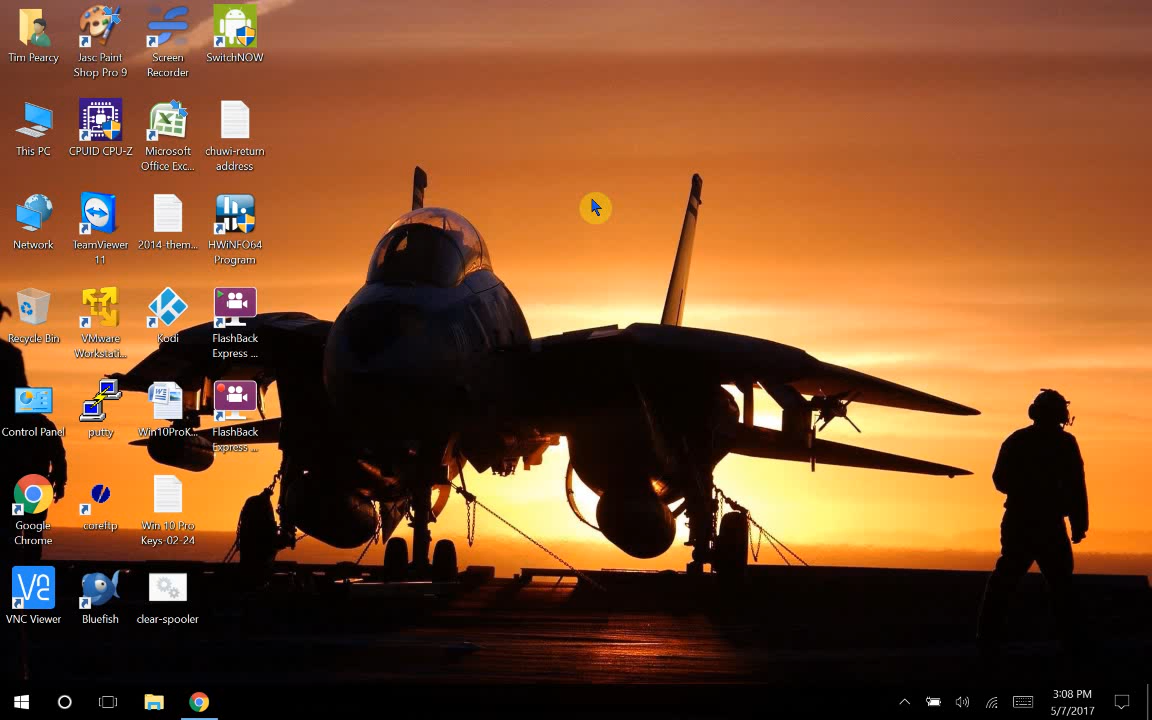 Tim Pearcy
Jasc Paint
Shop Pro 9
Screen
Recorder
SwitchNOW
This PC
CPUID CPU-Z
Microsoft
Office Exc...
chuwi-return
address
Network
TeamViewer
11
2014-them...
HWiNFO64
Program
Recycle Bin
VMware
Workstati...
Kodi
FlashBack
Express ...
Control Panel
putty
Win10ProK...
FlashBack
Express ...
Google
Chrome
coreftp
Win 10 Pro
Keys-02-24
VNC Viewer
Bluefish
clear-spooler
3:08 PM
5/7/2017